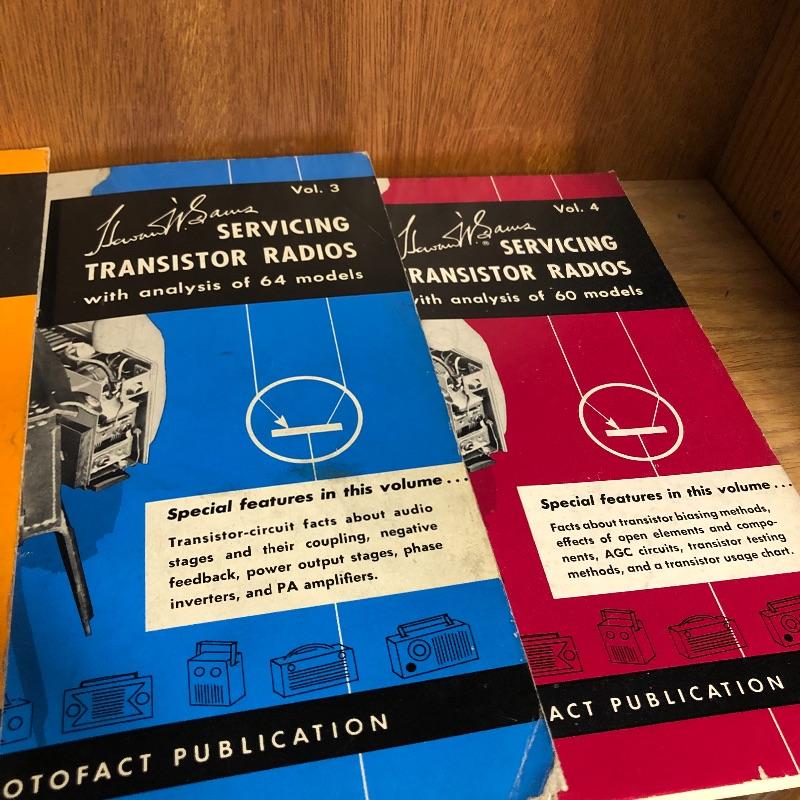 Vol. 3
Howard W. Sams
SERVICING
TRANSISTOR RADIOS
with analysis of 64 models
Special features in this volume...
Transistor-circuit facts about audio
stages and their coupling, negative
feedback, power output stages, phase
inverters, and PA amplifiers.
OTOFACT PUBLICATION
Vol. 4
Howard W. Sams
® SERVICING
RANSISTOR RADIOS
with analysis of 60 models
Special features in this volume...
Facts about transistor biasing methods,
effects of open elements and compo-
nents, AGC circuits, transistor testing
methods, and a transistor usage chart.
ACT PUBLICATION